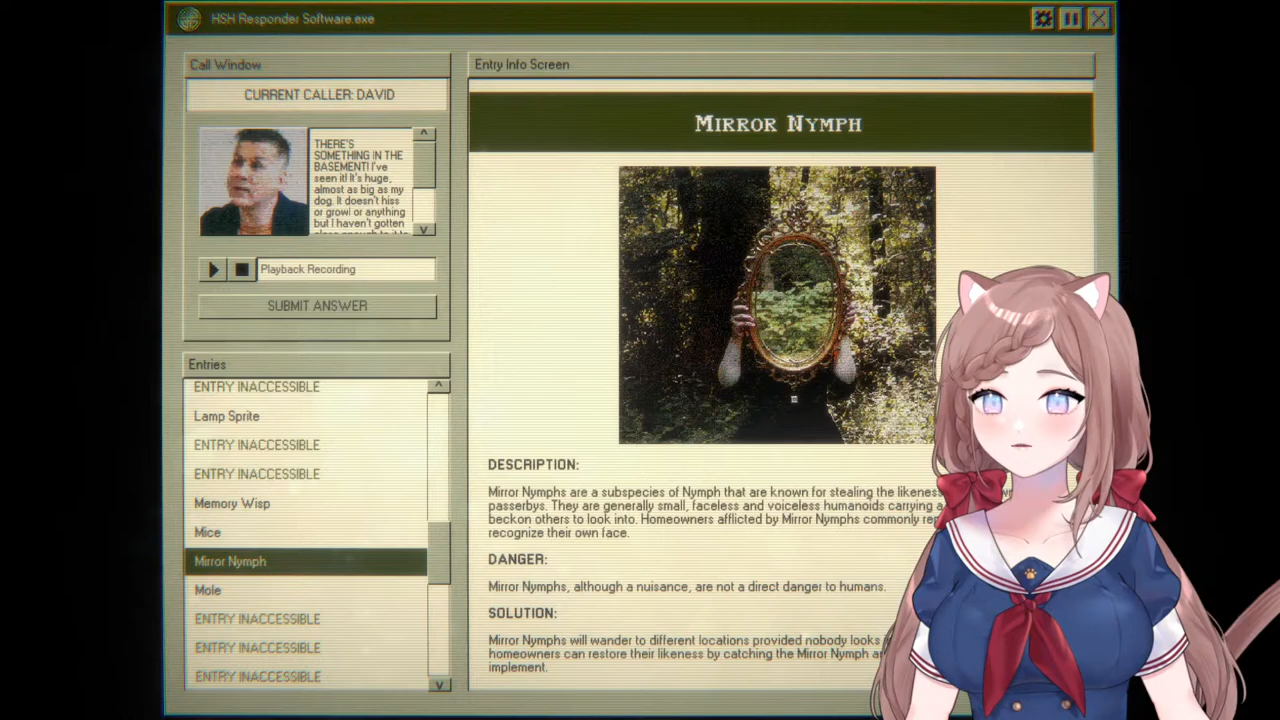 HSH Responder Software.exe
Call Window
CURRENT CALLER: DAVID
THERE'S
SOMETHING IN THE
BASEMENT! I've
seen it! It's huge,
almost as big as my
dog. It doesn't hiss
or growl or anything
but I haven't gotten
Playback Recording
SUBMIT ANSWER
Entries
ENTRY INACCESSIBLE
Lamp Sprite
ENTRY INACCESSIBLE
ENTRY INACCESSIBLE
Memory Wisp
Mice
Mirror Nymph
Mole
ENTRY INACCESSIBLE
ENTRY INACCESSIBLE
ENTRY INACCESSIBLE
Entry Info Screen
Mirror Nymph
DESCRIPTION:
Mirror Nymphs are a subspecies of Nymph that are known for stealing the likeness
passerbys. They are generally small, faceless and voiceless humanoids carrying a
beckon others to look into. Homeowners afflicted by Mirror Nymphs commonly
recognize their own face.
DANGER:
Mirror Nymphs, although a nuisance, are not a direct danger to humans.
SOLUTION:
Mirror Nymphs will wander to different locations provided nobody looks
homeowners can restore their likeness by catching the Mirror Nymph
implement.